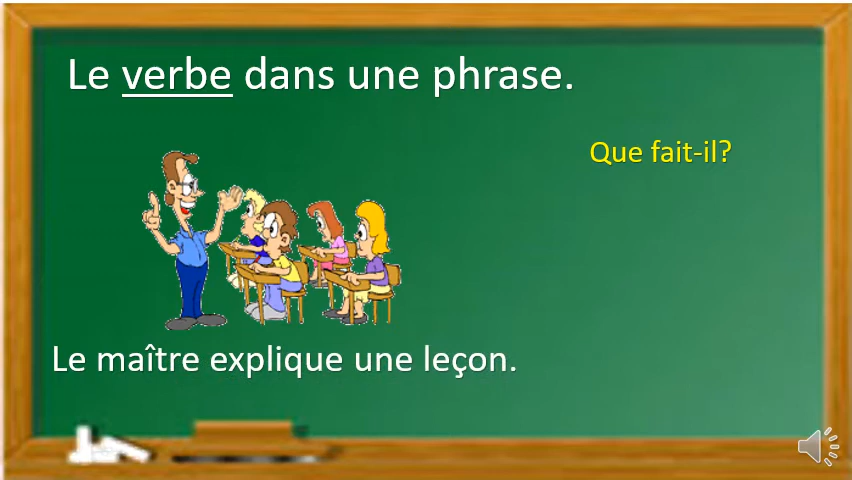 Le verbe dans une phrase.
Que fait-il?
Le maître explique une leçon.